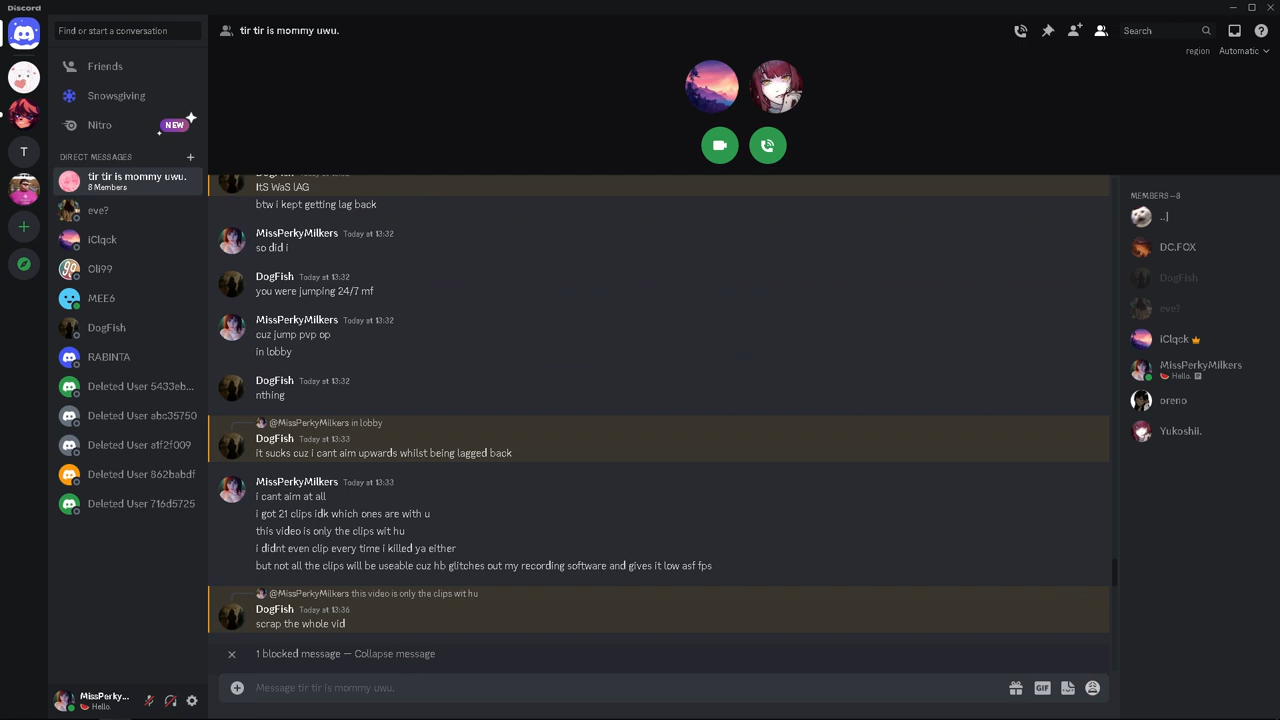 Discord
Find or start a conversation
tir tir is mommy uwu.
Search
region Automatic
Friends
Snowsgiving
Nitro NEW
DIRECT MESSAGES
tir tir is mommy uwu.
8 Members
eve?
iClqck
Oli99
MEE6
DogFish
RABINTA
Deleted User 5433eb...
Deleted User abc35750
Deleted User a1f2f009
Deleted User 862babdf
Deleted User 716d5725
MissPerky...
Hello.
T
ItS WaS lAG
btw i kept getting lag back
MissPerkyMilkers Today at 13:32
so did i
DogFish Today at 13:32
you were jumping 24/7 mf
MissPerkyMilkers Today at 13:32
cuz jump pvp op
in lobby
DogFish Today at 13:32
nthing
@MissPerkyMilkers in lobby
DogFish Today at 13:33
it sucks cuz i cant aim upwards whilst being lagged back
MissPerkyMilkers Today at 13:33
i cant aim at all
i got 21 clips idk which ones are with u
this video is only the clips wit hu
i didnt even clip every time i killed ya either
but not all the clips will be useable cuz hb glitches out my recording software and gives it low asf fps
@MissPerkyMilkers this video is only the clips wit hu
DogFish Today at 13:36
scrap the whole vid
1 blocked message — Collapse message
Message tir tir is mommy uwu.
GIF
MEMBERS—8
..]
DC.FOX
DogFish
eve?
iClqck
MissPerkyMilkers
Hello.
oreno
Yukoshii.